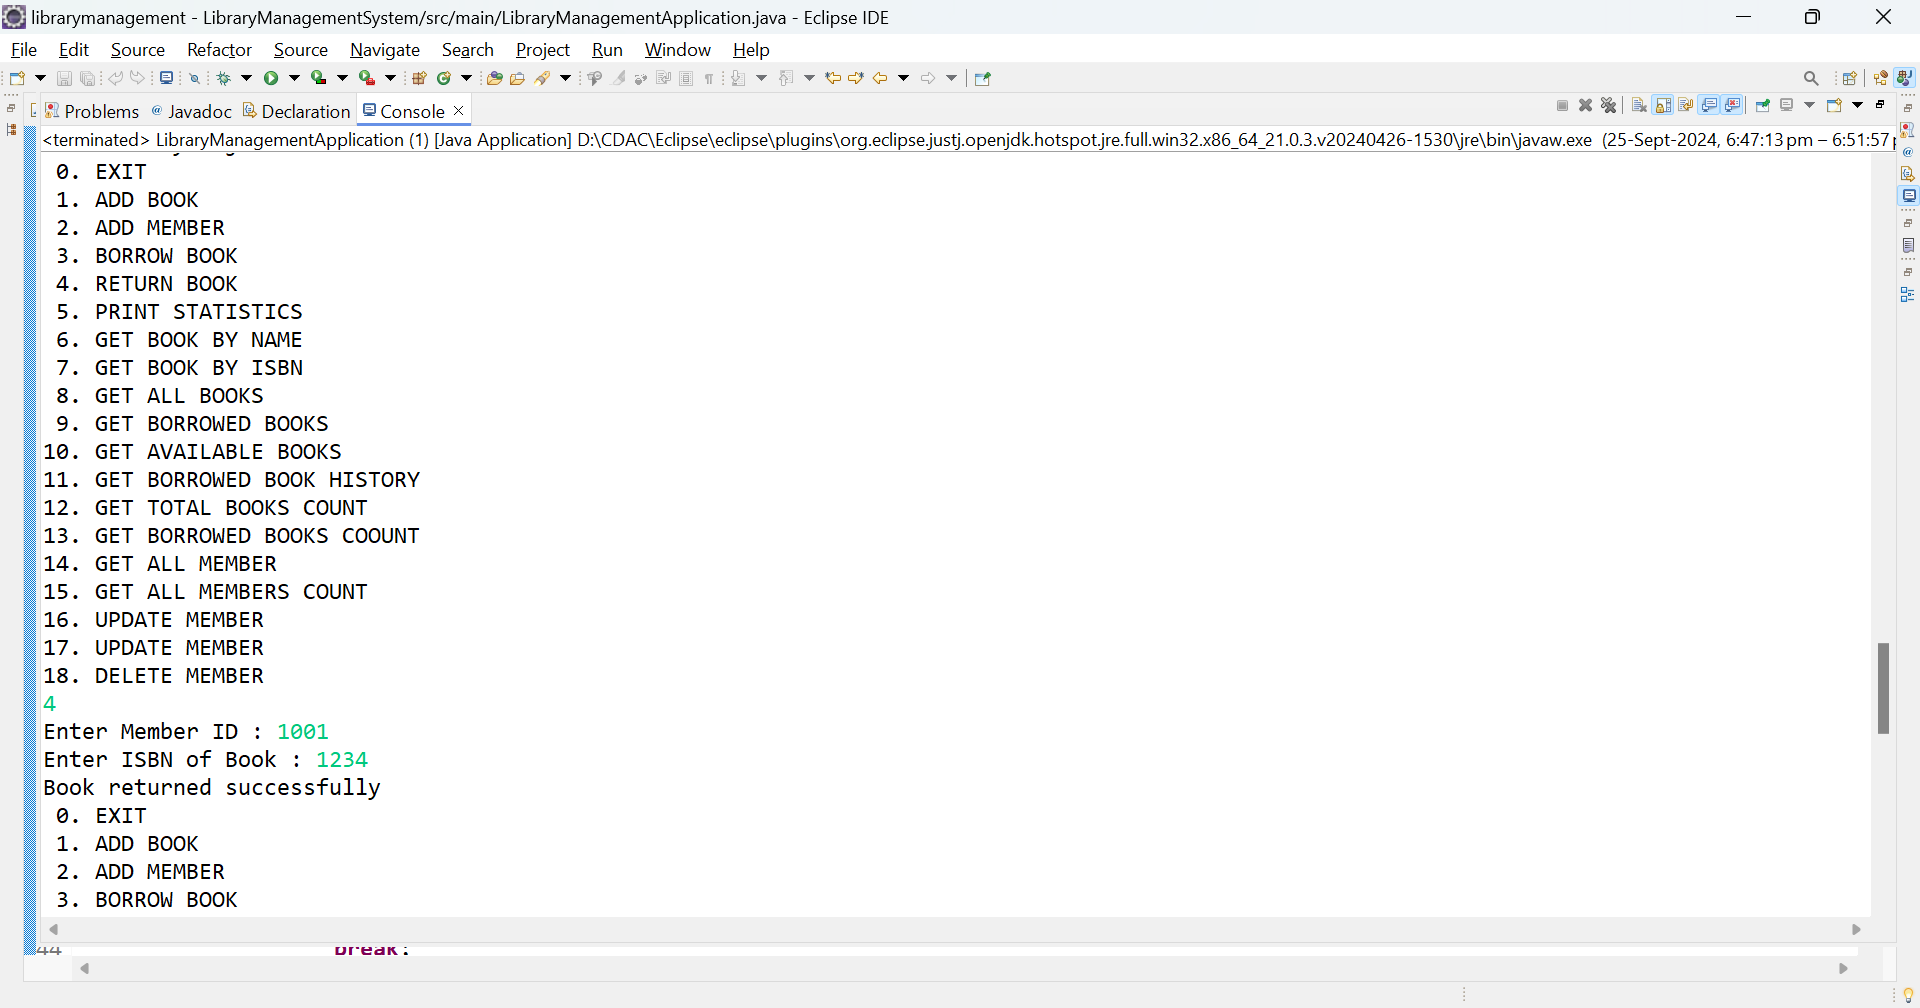 librarymanagement - LibraryManagementSystem/src/main/LibraryManagementApplication.java - Eclipse IDE
File Edit Source Refactor Source Navigate Search Project Run Window Help
Problems Javadoc Declaration Console
<terminated> LibraryManagementApplication (1) [Java Application] D:\CDAC\Eclipse\eclipse\plugins\org.eclipse.justj.openjdk.hotspot.jre.full.win32.x86_64_21.0.3.v20240426-1530\jre\bin\javaw.exe (25-Sept-2024, 6:47:13 pm – 6:51:57
0. EXIT
1. ADD BOOK
2. ADD MEMBER
3. BORROW BOOK
4. RETURN BOOK
5. PRINT STATISTICS
6. GET BOOK BY NAME
7. GET BOOK BY ISBN
8. GET ALL BOOKS
9. GET BORROWED BOOKS
10. GET AVAILABLE BOOKS
11. GET BORROWED BOOK HISTORY
12. GET TOTAL BOOKS COUNT
13. GET BORROWED BOOKS COOUNT
14. GET ALL MEMBER
15. GET ALL MEMBERS COUNT
16. UPDATE MEMBER
17. UPDATE MEMBER
18. DELETE MEMBER
4
Enter Member ID : 1001
Enter ISBN of Book : 1234
Book returned successfully
0. EXIT
1. ADD BOOK
2. ADD MEMBER
3. BORROW BOOK
44 break;